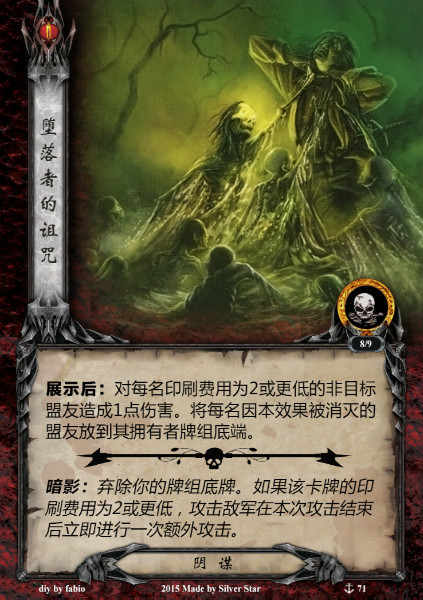 堕落者的诅咒
8/9
展示后：对每名印刷费用为2或更低的非目标
盟友造成1点伤害。将每名因本效果被消灭的
盟友放到其拥有者牌组底端。
暗影：弃除你的牌组底牌。如果该卡牌的印
刷费用为2或更低，攻击敌军在本次攻击结束
后立即进行一次额外攻击。
阴谋
diy by fabio
2015 Made by Silver Star
71